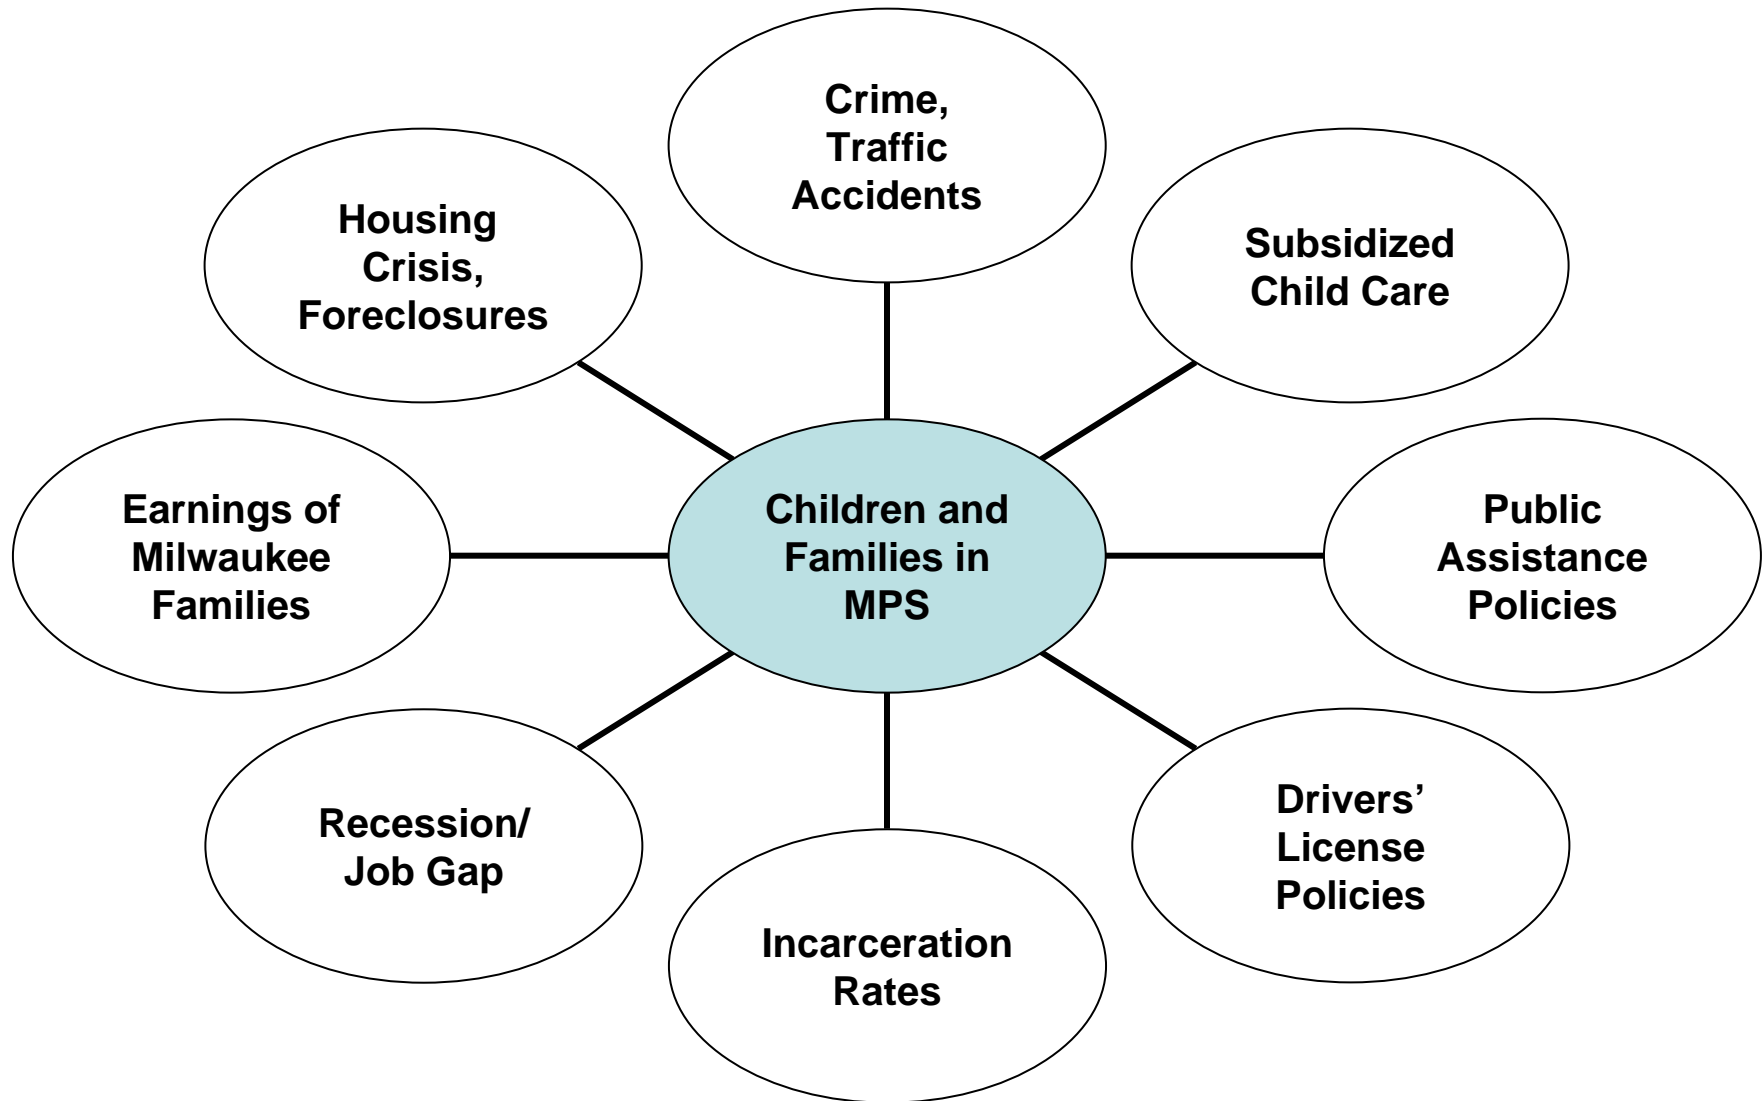 Crime,
Traffic
Accidents
Housing
Crisis,
Foreclosures
Subsidized
Child Care
Earnings of
Milwaukee
Families
Children and
Families in
MPS
Public
Assistance
Policies
Recession/
Job Gap
Drivers’
License
Policies
Incarceration
Rates